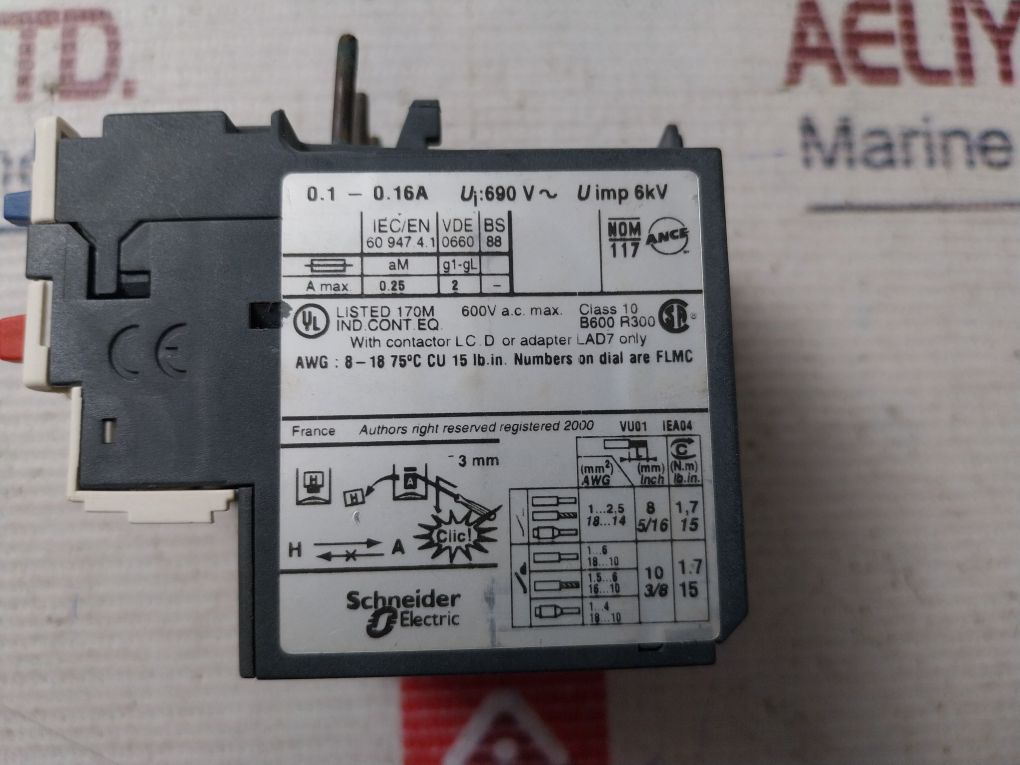 TD.
AELIY
Marine
0.1 – 0.16A Ui:690 V ~ U imp 6kV
IEC/EN VDE BS
60 947 4.1 0660 88
aM g1-gL
A max. 0.25 2 –
NOM
117
ANCE
UL LISTED 170M 600V a.c. max. Class 10
IND.CONT.EQ. B600 R300 SA ®
With contactor LC.D or adapter LAD7 only
AWG : 8 – 18 75°C CU 15 lb.in. Numbers on dial are FLMC
CE
France Authors right reserved registered 2000 VU01 IEA04
3 mm
H H A
Clic!
H A
(mm²) (mm) C (N.m)
AWG Inch lb.in.
1...2,5 8 1,7
18...14 5/16 15
1...6
18...10
1.5...6 10 1.7
16...10 3/8 15
1...4
18...10
Schneider
Electric